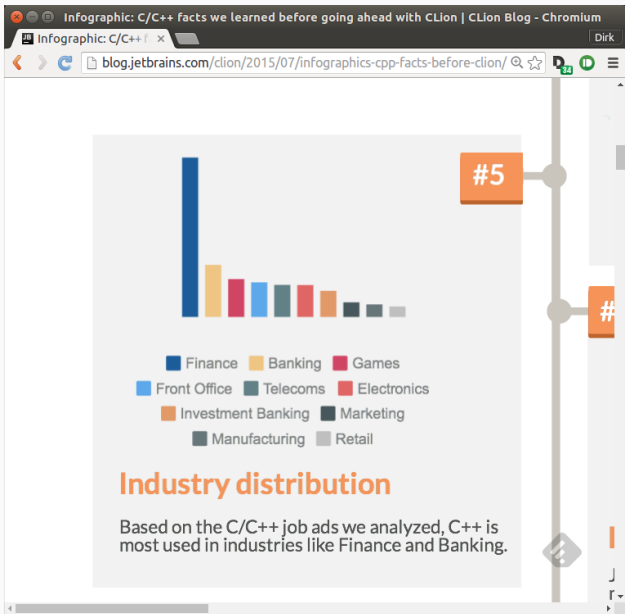 Infographic: C/C++ facts we learned before going ahead with CLion | CLion Blog - Chromium
Infographic: C/C++ f
Dirk
blog.jetbrains.com/clion/2015/07/infographics-cpp-facts-before-clion/
34
#5
#
Finance Banking Games
Front Office Telecoms Electronics
Investment Banking Marketing
Manufacturing Retail
Industry distribution
Based on the C/C++ job ads we analyzed, C++ is
most used in industries like Finance and Banking.